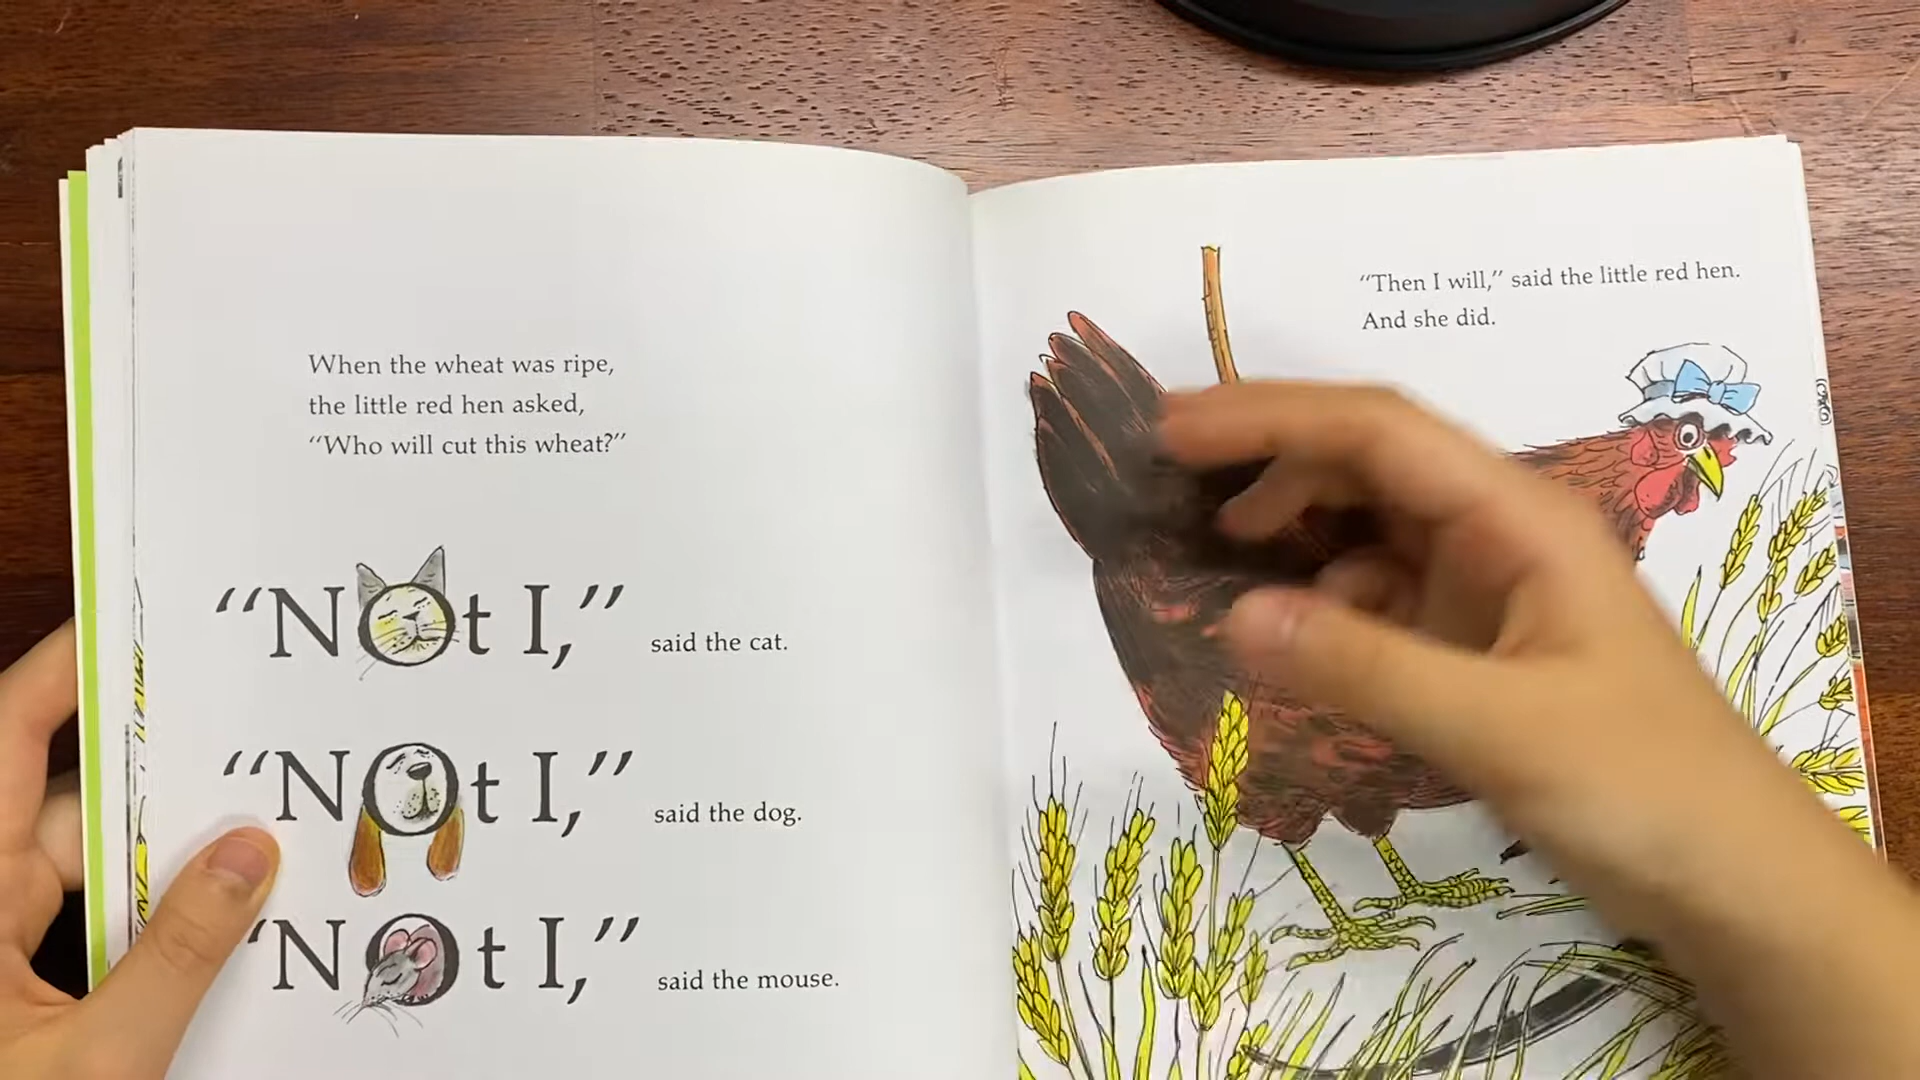 When the wheat was ripe,
the little red hen asked,
“Who will cut this wheat?”
“Not I,” said the cat.
“Not I,” said the dog.
“Not I,” said the mouse.
“Then I will,” said the little red hen.
And she did.